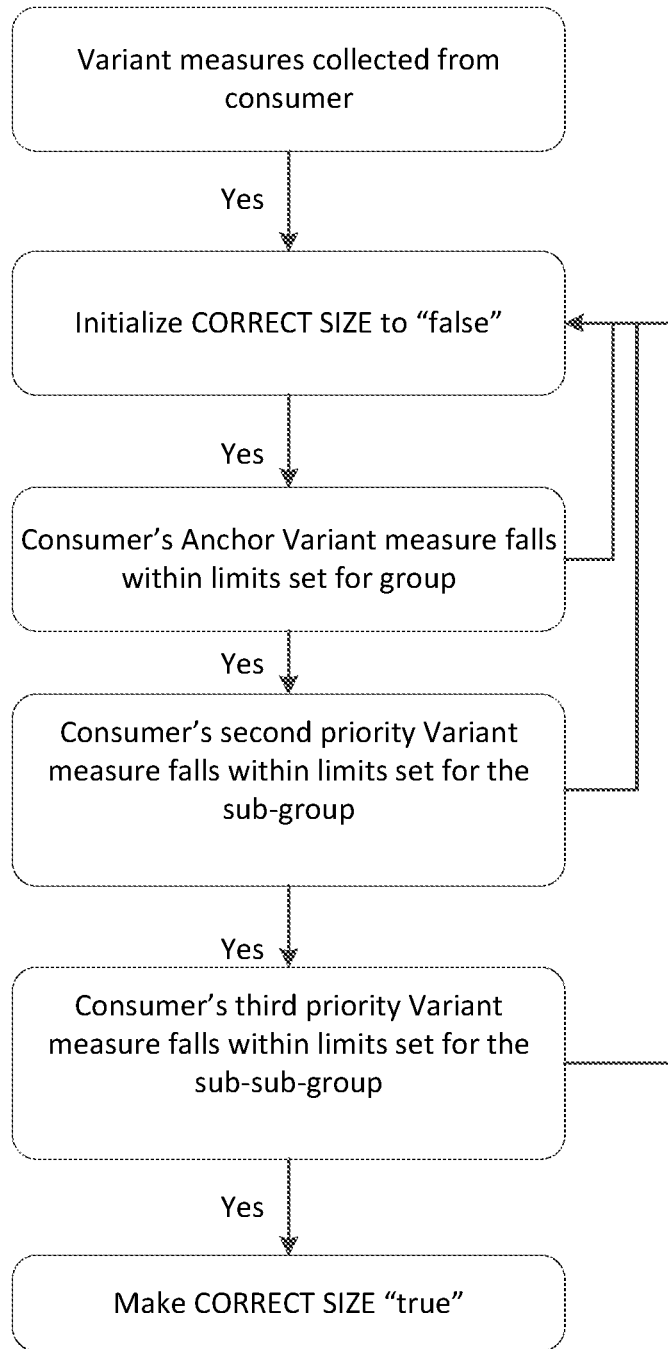 Variant measures collected from
consumer
Yes
Initialize CORRECT SIZE to “false”
Yes
Consumer’s Anchor Variant measure falls
within limits set for group
Yes
Consumer’s second priority Variant
measure falls within limits set for the
sub-group
Yes
Consumer’s third priority Variant
measure falls within limits set for the
sub-sub-group
Yes
Make CORRECT SIZE “true”